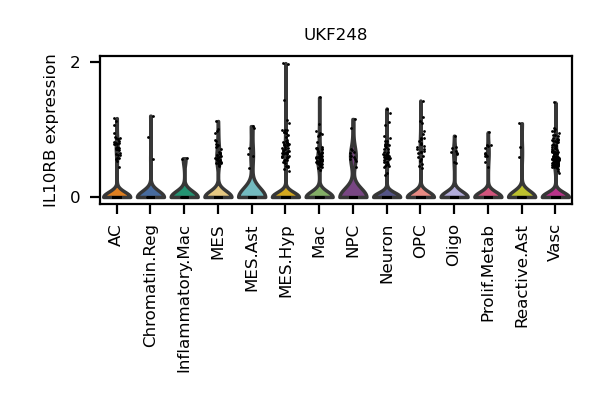 UKF248
IL10RB expression
2
0
AC
Chromatin.Reg
Inflammatory.Mac
MES
MES.Ast
MES.Hyp
Mac
NPC
Neuron
OPC
Oligo
Prolif.Metab
Reactive.Ast
Vasc